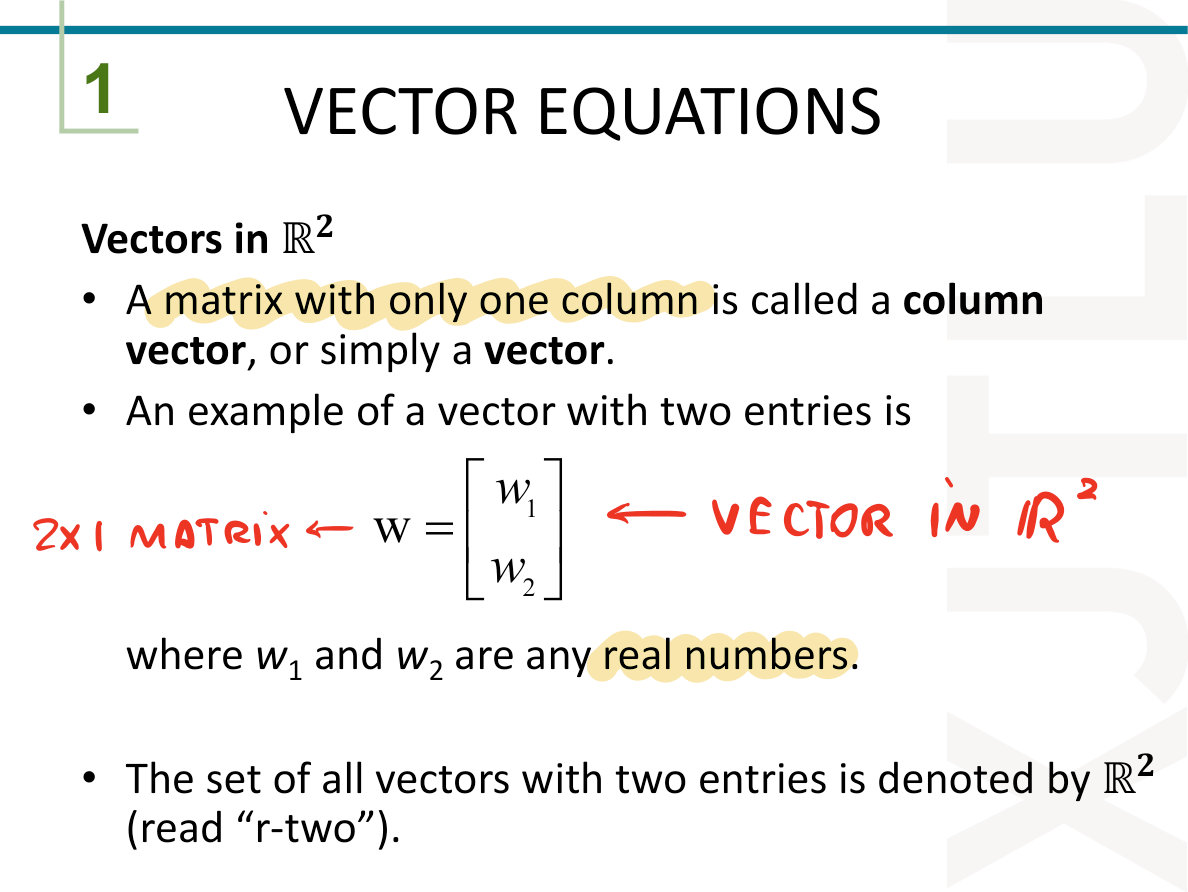 1
VECTOR EQUATIONS
Vectors in ℝ²
• A matrix with only one column is called a column
vector, or simply a vector.
• An example of a vector with two entries is
2x1 MATRIX ← w = [w₁ w₂] ← VECTOR IN ℝ²
where w₁ and w₂ are any real numbers.
• The set of all vectors with two entries is denoted by ℝ²
(read “r-two”).
XJTLU